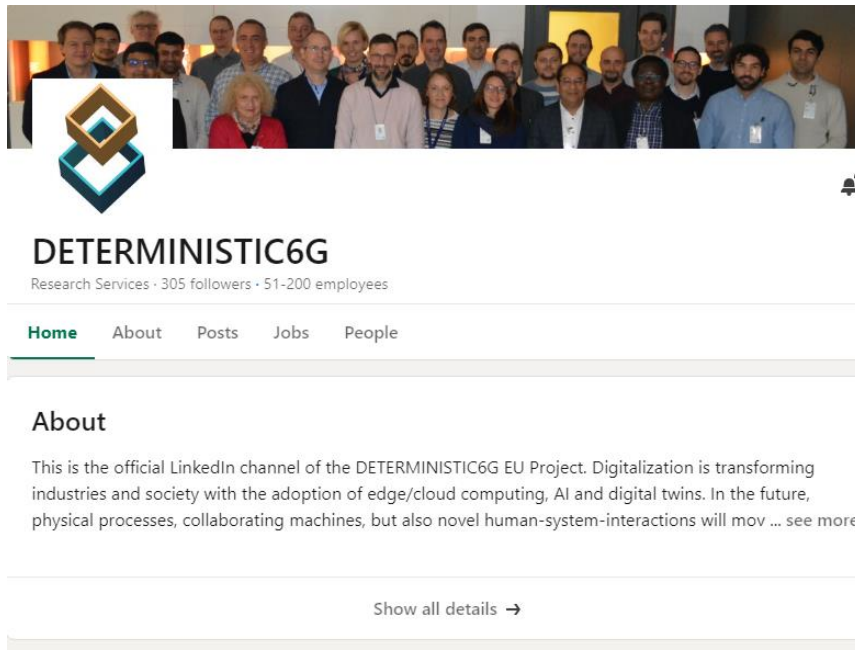 DETERMINISTIC6G
Research Services · 305 followers · 51-200 employees
Home About Posts Jobs People
About
This is the official LinkedIn channel of the DETERMINISTIC6G EU Project. Digitalization is transforming
industries and society with the adoption of edge/cloud computing, AI and digital twins. In the future,
physical processes, collaborating machines, but also novel human-system-interactions will mov ... see more
Show all details →